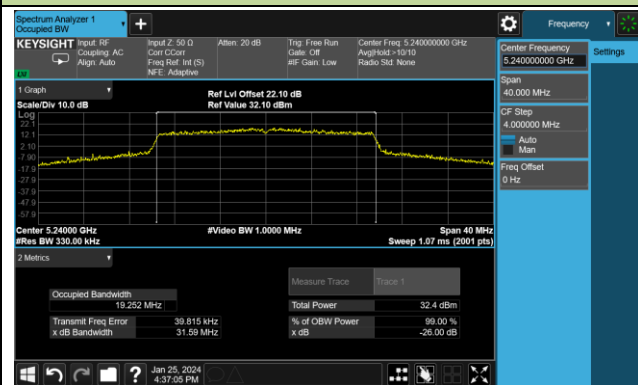 Spectrum Analyzer 1
Occupied BW
Frequency
KEYSIGHT
Input: RF
Coupling: AC
Align: Auto
Input Z: 50 Ω
Corr CCorr
Freq Ref: Int (S)
NFE: Adaptive
Atten: 20 dB
Trig: Free Run
Gate: Off
#IF Gain: Low
Center Freq: 5.240000000 GHz
Avg|Hold:>10/10
Radio Std: None
Center Frequency
5.240000000 GHz
Settings
Span
40.000 MHz
CF Step
4.000000 MHz
Auto
Man
Freq Offset
0 Hz
1 Graph
Scale/Div 10.0 dB
Ref Lvl Offset 22.10 dB
Ref Value 32.10 dBm
Log
22.1
12.1
2.10
-7.90
-17.9
-27.9
-37.9
-47.9
-57.9
Center 5.24000 GHz
#Video BW 1.0000 MHz
Span 40 MHz
#Res BW 330.00 kHz
Sweep 1.07 ms (2001 pts)
2 Metrics
Measure Trace
Trace 1
Occupied Bandwidth
19.252 MHz
Total Power
32.4 dBm
Transmit Freq Error
39.815 kHz
% of OBW Power
99.00 %
x dB Bandwidth
31.59 MHz
x dB
-26.00 dB
?
Jan 25, 2024
4:37:05 PM